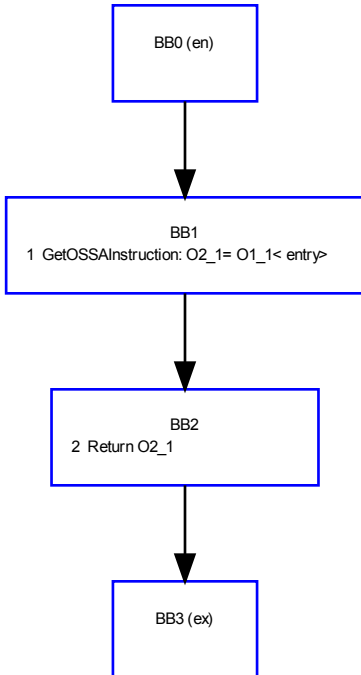 BB0 (en)
BB1
1 GetOSSAInstruction: O2_1= O1_1< entry>
BB2
2 Return O2_1
BB3 (ex)